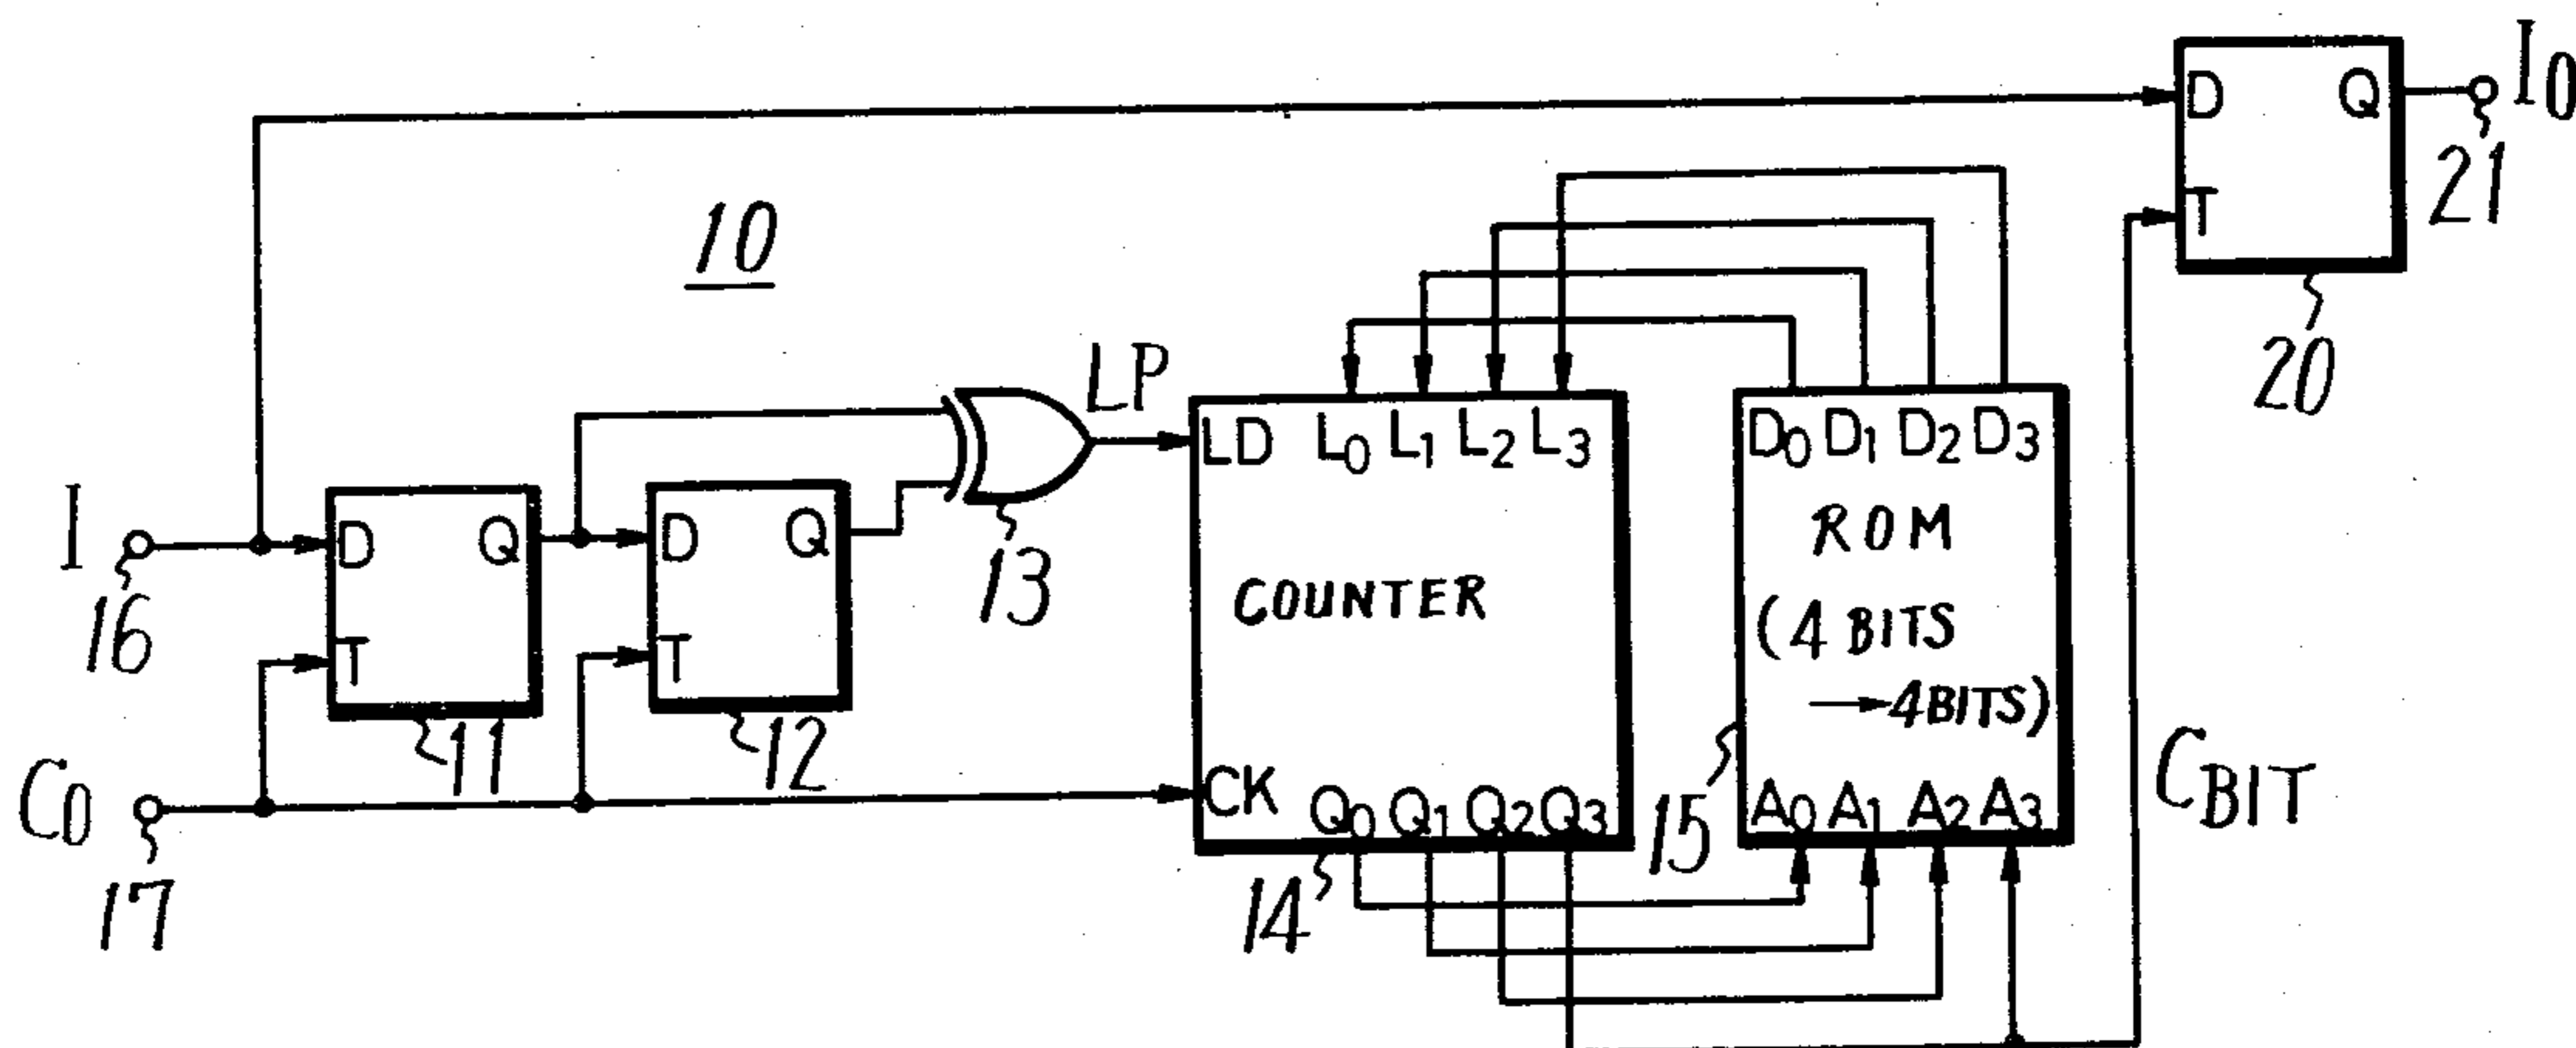 I₀
D Q
T
21
20
10
LP
LD L₀ L₁ L₂ L₃
D₀ D₁ D₂ D₃
ROM
(4 BITS
→4BITS)
A₀ A₁ A₂ A₃
I
16
D Q
T
11
D Q
T
12
13
COUNTER
CK Q₀ Q₁ Q₂ Q₃
14
15
C₀
17
C_BIT